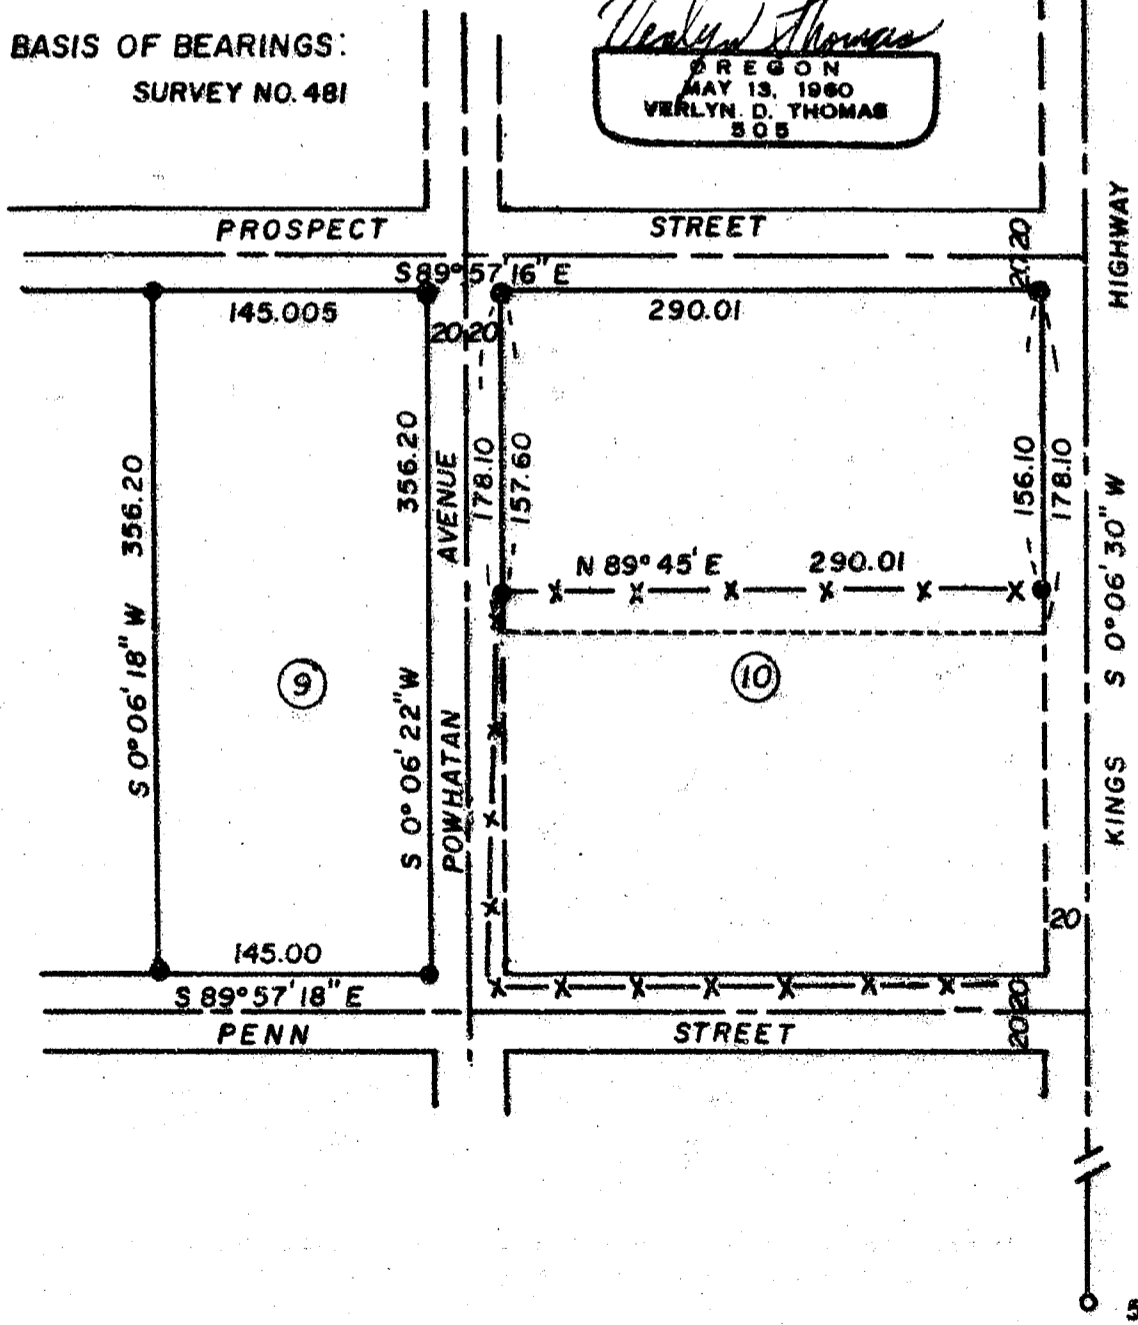 BASIS OF BEARINGS:
SURVEY NO. 481
Verlyn Thomas
OREGON
MAY 13, 1960
VERLYN D. THOMAS
505
PROSPECT STREET
20 20
S 89° 57' 16" E
145.005
290.01
20 20
S 0° 06' 18" W 356.20
S 0° 06' 22" W 356.20
POWHATAN AVENUE
178.10
157.60
156.10
178.10
KINGS HIGHWAY
S 0° 06' 30" W
N 89° 45' E 290.01
9
10
20
145.00
S 89° 57' 18" E
20 20
PENN STREET